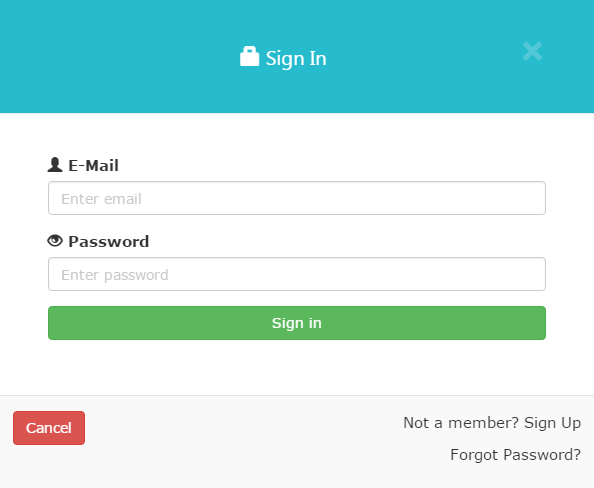 Sign In
E-Mail
Enter email
Password
Enter password
Sign in
Cancel
Not a member? Sign Up
Forgot Password?